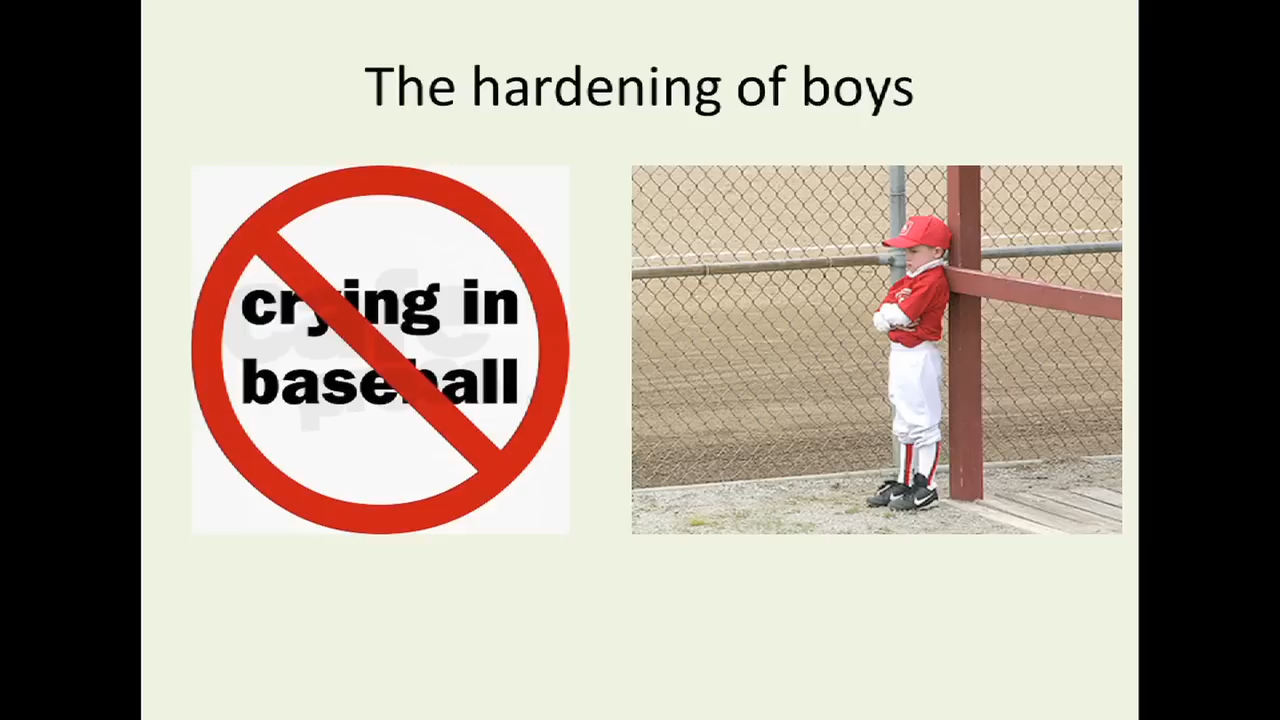 The hardening of boys
crying in
baseball